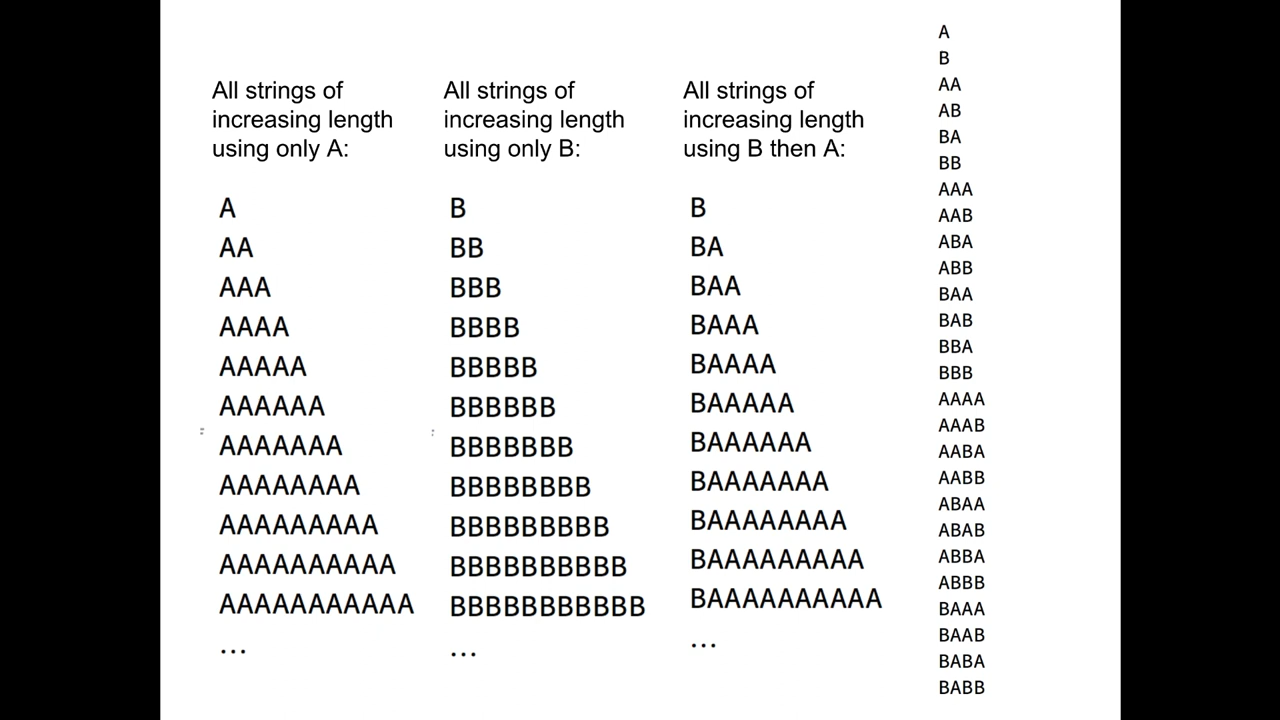 All strings of
increasing length
using only A:
A
AA
AAA
AAAA
AAAAA
AAAAAA
AAAAAAA
AAAAAAAA
AAAAAAAAA
AAAAAAAAAA
AAAAAAAAAAA
...
All strings of
increasing length
using only B:
B
BB
BBB
BBBB
BBBBB
BBBBBB
BBBBBBB
BBBBBBBB
BBBBBBBBB
BBBBBBBBBB
BBBBBBBBBBB
...
All strings of
increasing length
using B then A:
B
BA
BAA
BAAA
BAAAA
BAAAAA
BAAAAAA
BAAAAAAA
BAAAAAAAA
BAAAAAAAAA
BAAAAAAAAAA
...
A
B
AA
AB
BA
BB
AAA
AAB
ABA
ABB
BAA
BAB
BBA
BBB
AAAA
AAAB
AABA
AABB
ABAA
ABAB
ABBA
ABBB
BAAA
BAAB
BABA
BABB